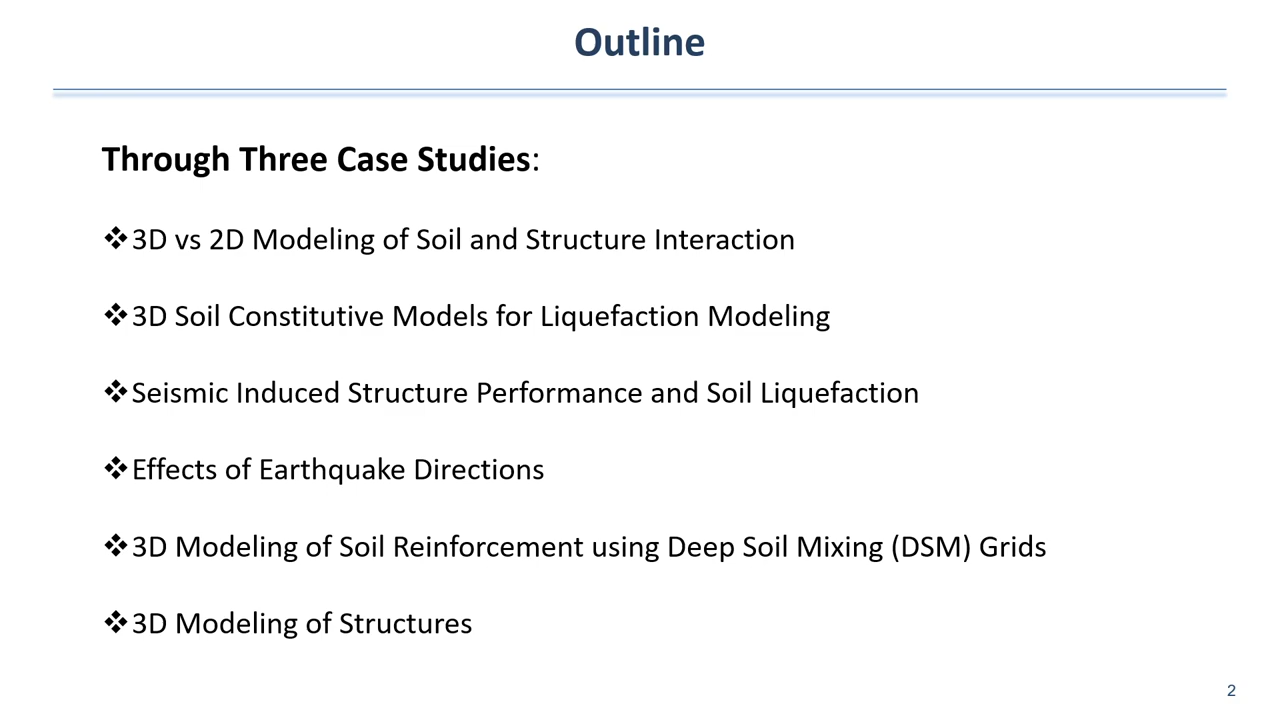 Outline
Through Three Case Studies:
❖3D vs 2D Modeling of Soil and Structure Interaction
❖3D Soil Constitutive Models for Liquefaction Modeling
❖Seismic Induced Structure Performance and Soil Liquefaction
❖Effects of Earthquake Directions
❖3D Modeling of Soil Reinforcement using Deep Soil Mixing (DSM) Grids
❖3D Modeling of Structures
2